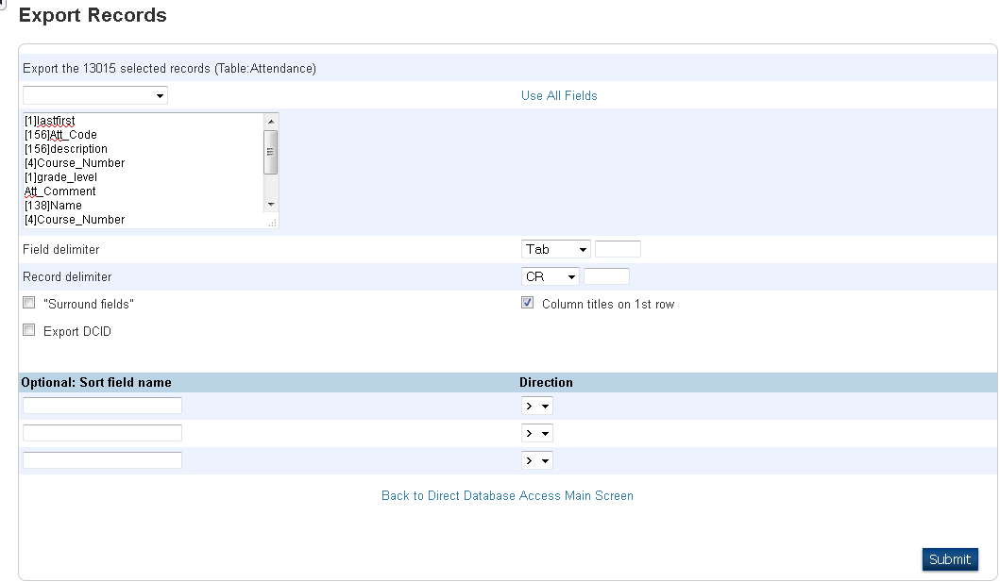 Export Records
Export the 13015 selected records (Table:Attendance)
Use All Fields
[1]lastfirst
[156]Att_Code
[156]description
[4]Course_Number
[1]grade_level
Att_Comment
[138]Name
[4]Course_Number
Field delimiter Tab
Record delimiter CR
"Surround fields" Column titles on 1st row
Export DCID
Optional: Sort field name Direction
>
>
>
Back to Direct Database Access Main Screen
Submit